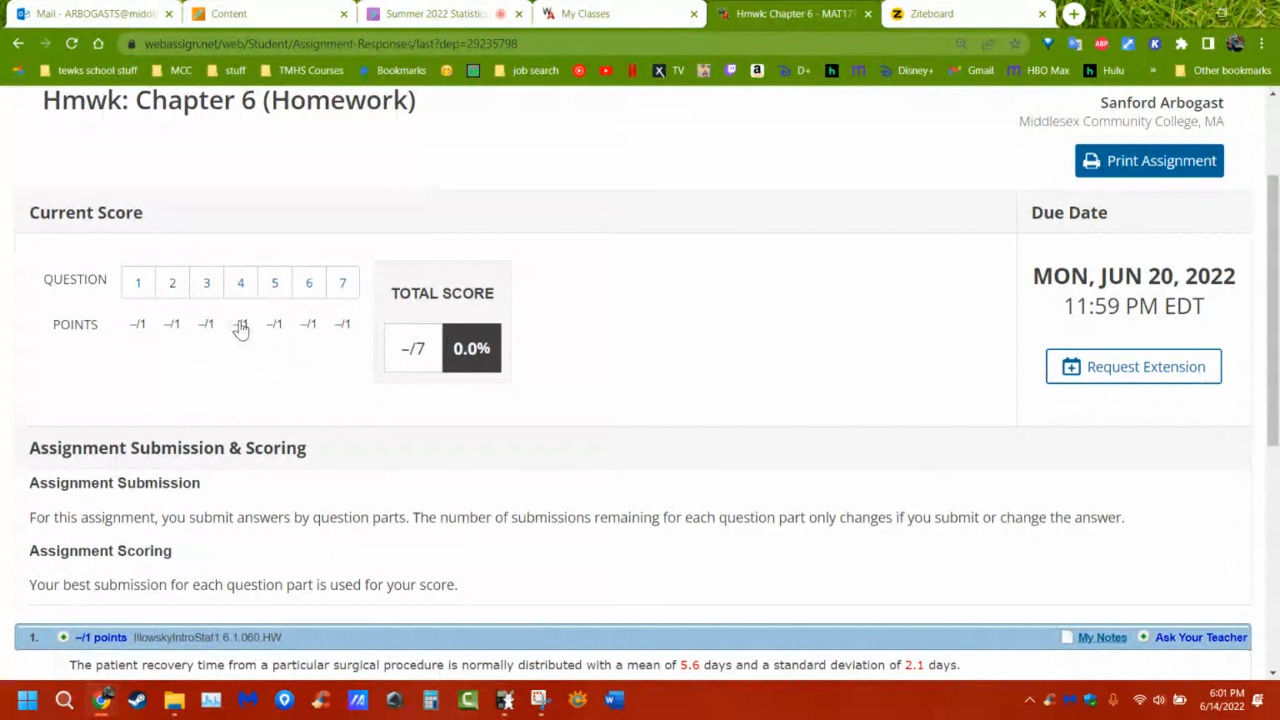 Mail - ARBOGASTS@middl
Content
Summer 2022 Statistic
My Classes
Hmwk: Chapter 6 - MAT17
Ziteboard
webassign.net/web/Student/Assignment-Responses/last?dep=29235798
tewks school stuff
MCC
stuff
TMHS Courses
Bookmarks
job search
TV
D+
Disney+
Gmail
HBO Max
Hulu
»
Other bookmarks
Hmwk: Chapter 6 (Homework)
Sanford Arbogast
Middlesex Community College, MA
Print Assignment
Current Score
Due Date
QUESTION 1 2 3 4 5 6 7
POINTS –/1 –/1 –/1 –/1 –/1 –/1 –/1
TOTAL SCORE
–/7 0.0%
MON, JUN 20, 2022
11:59 PM EDT
Request Extension
Assignment Submission & Scoring
Assignment Submission
For this assignment, you submit answers by question parts. The number of submissions remaining for each question part only changes if you submit or change the answer.
Assignment Scoring
Your best submission for each question part is used for your score.
1. –/1 points IllowskyIntroStat1 6.1.060.HW. My Notes Ask Your Teacher
The patient recovery time from a particular surgical procedure is normally distributed with a mean of 5.6 days and a standard deviation of 2.1 days.
6:01 PM
6/14/2022